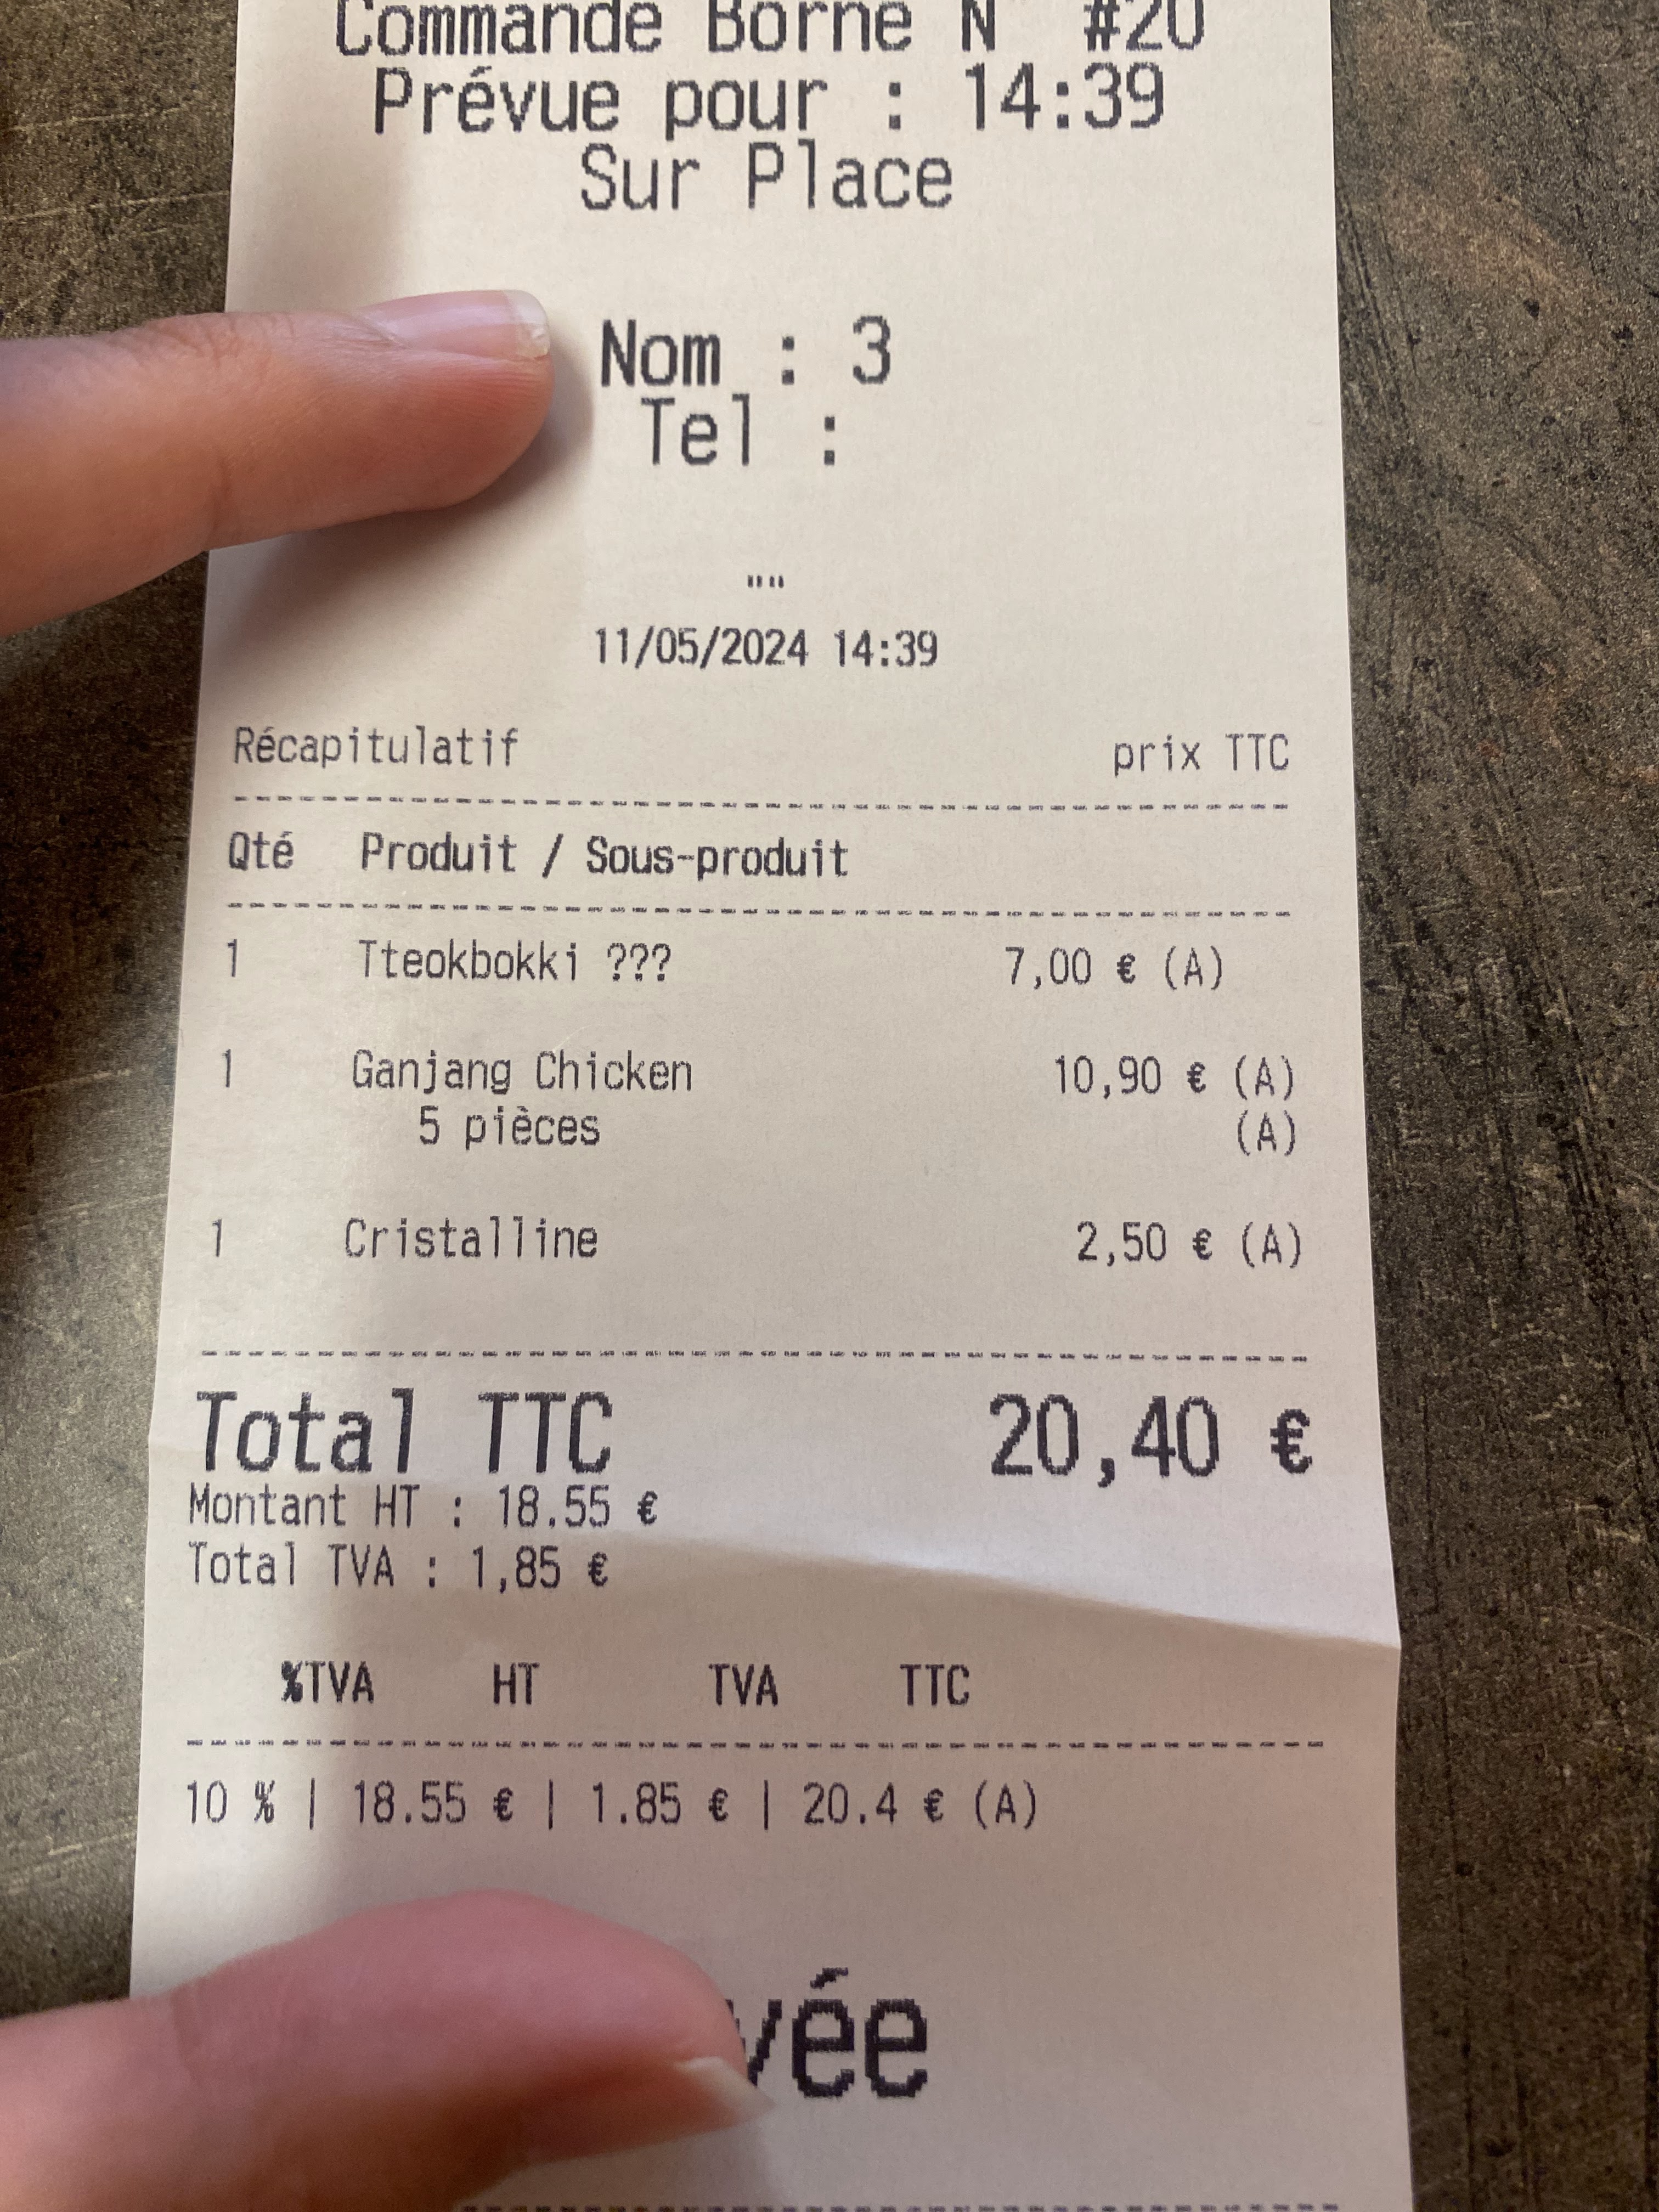 Commande Borne N° #20
Prévue pour : 14:39
Sur Place
Nom : 3
Tel :
""
11/05/2024 14:39
Récapitulatif prix TTC
Qté Produit / Sous-produit
1 Tteokbokki ??? 7,00 € (A)
1 Ganjang Chicken 10,90 € (A)
5 pièces (A)
1 Cristalline 2,50 € (A)
Total TTC 20,40 €
Montant HT : 18.55 €
Total TVA : 1,85 €
%TVA HT TVA TTC
10 % | 18.55 € | 1.85 € | 20.4 € (A)